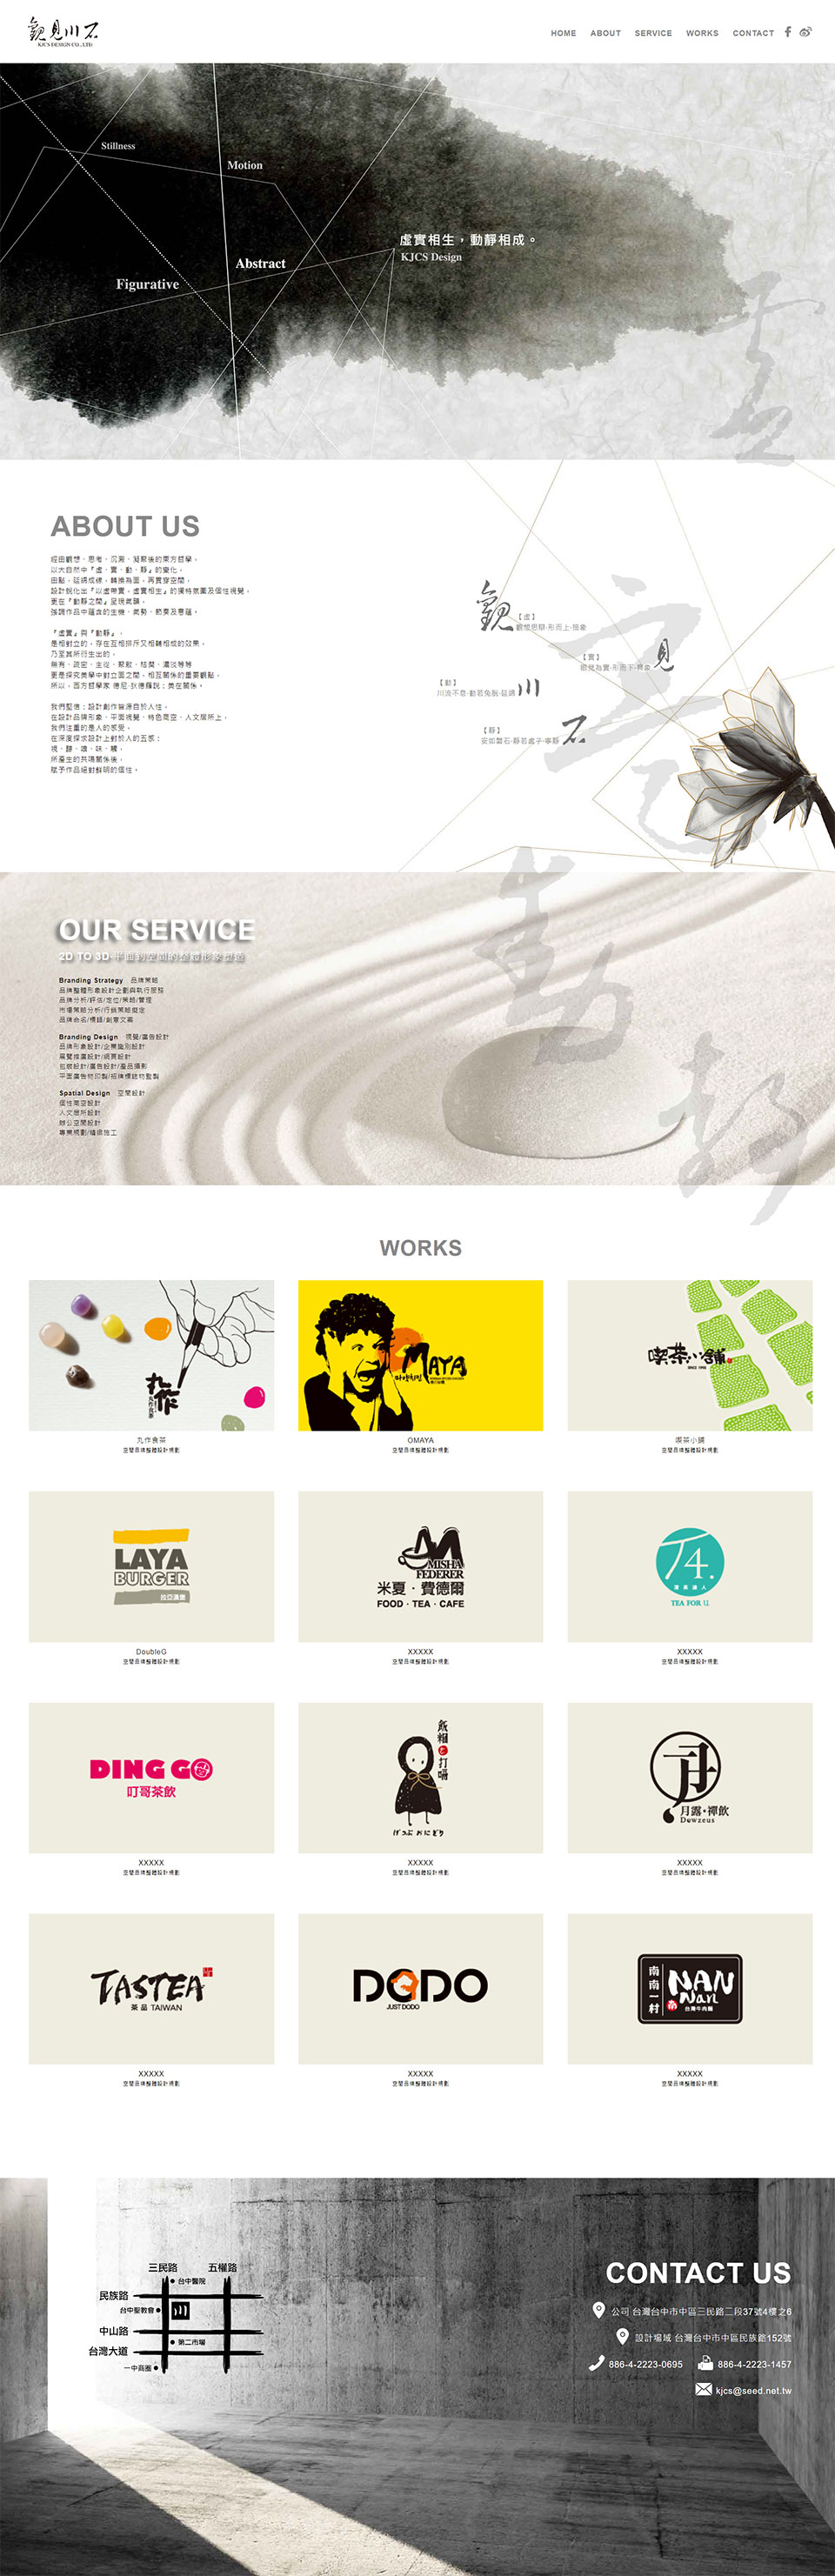 觀見川石
KJCS DESIGN CO., LTD
HOME ABOUT SERVICE WORKS CONTACT
Stillness
Motion
虛實相生，動靜相成。
KJCS Design
Abstract
Figurative
ABOUT US
經由觀想、思考、沉澱、凝聚後的東方哲學，
以大自然中『虛、實、動、靜』的變化，
由點，延綿成線，轉換為面，再貫穿空間，
設計銳化出『以虛帶實，虛實相生』的獨特氛圍及個性視覺。
更在『動靜之間』呈現氣韻，
強調作品中蘊含的生機、氣勢、節奏及意蘊。
『虛實』與『動靜』，
是相對立的，存在互相排斥又相輔相成的效果，
乃至其所衍生出的，
無有、疏密、主從、聚散、枯潤、濃淡等等
更是探究美學中對立面之間，相互關係的重要觀點，
所以，西方哲學家 德尼·狄德羅說：美在關係。
我們堅信：設計創作皆源自於人性，
在設計品牌形象、平面視覺、特色商空、人文居所上，
我們注重的是人的感受，
在深度探求設計上對於人的五感：
視、聽、嗅、味、觸，
所產生的共鳴關係後，
賦予作品絕對鮮明的個性。
觀
【虛】
觀想思辯-形而上-抽象
【實】
眼見為實-形而下-具象
見
【動】
川流不息-動若兔脫-延綿
川
【靜】
安如磐石-靜若處子-寧靜
石
OUR SERVICE
2D TO 3D-平面到空間的整體形象塑造
Branding Strategy 品牌策略
品牌整體形象設計企劃與執行服務
品牌分析/評估/定位/策略/管理
市場策略分析/行銷策略擬定
品牌命名/標語/創意文案
Branding Design 視覺/廣告設計
品牌形象設計/企業識別設計
展覽推廣設計/網頁設計
包裝設計/廣告設計/產品攝影
平面廣告物印製/招牌標誌物監製
Spatial Design 空間設計
個性商空設計
人文居所設計
辦公空間設計
專業規劃/精緻施工
WORKS
丸作
丸作食茶
OMAYA
喫茶小舖
SINCE 1995
丸作食茶 OMAYA 喫茶小舖
空間品牌整體設計規劃 空間品牌整體設計規劃 空間品牌整體設計規劃
LAYA
BURGER
拉亞漢堡
MISHA
FEDERER
米夏·費德爾
FOOD · TEA · CAFE
T4.
清茶達人
TEA FOR U.
DoubleG XXXXX XXXXX
空間品牌整體設計規劃 空間品牌整體設計規劃 空間品牌整體設計規劃
DING GO
叮哥茶飲
飯糰と打嗝
げっぷ おにぎり
月露·禪飲
Dewzeus
XXXXX XXXXX XXXXX
空間品牌整體設計規劃 空間品牌整體設計規劃 空間品牌整體設計規劃
TASTEA
茶品 TAIWAN
DODO
JUST DODO
南南一村
NAN
Nan
台灣牛肉麵
XXXXX XXXXX XXXXX
空間品牌整體設計規劃 空間品牌整體設計規劃 空間品牌整體設計規劃
三民路 五權路
台中醫院
民族路
台中聖教會
中山路
第二市場
台灣大道
一中商圈
CONTACT US
公司 台灣台中市中區三民路二段37號4樓之6
設計場域 台灣台中市中區民族路152號
886-4-2223-0695 886-4-2223-1457
kjcs@seed.net.tw